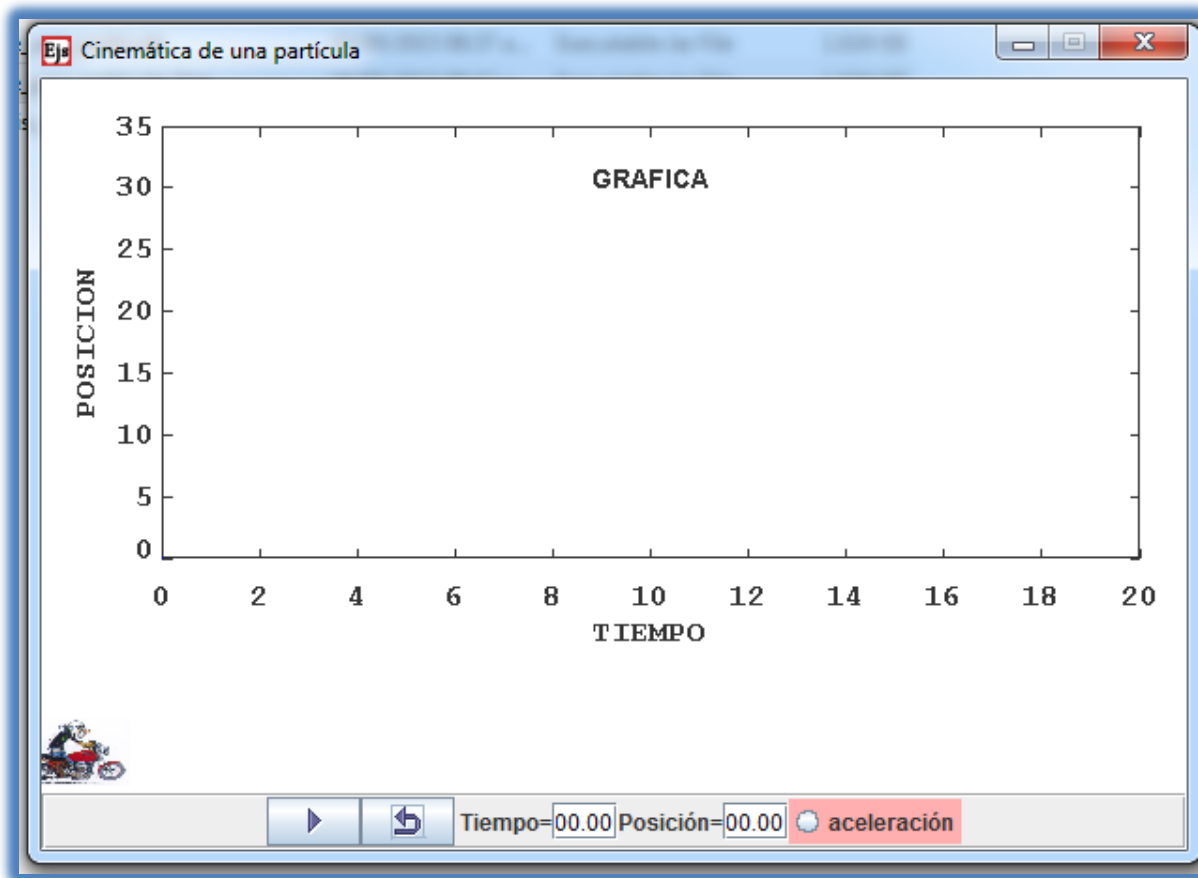 Ejs Cinemática de una partícula
GRAFICA
35
30
25
20
15
10
5
0
POSICION
0 2 4 6 8 10 12 14 16 18 20
TIEMPO
Tiempo= 00.00 Posición= 00.00 aceleración